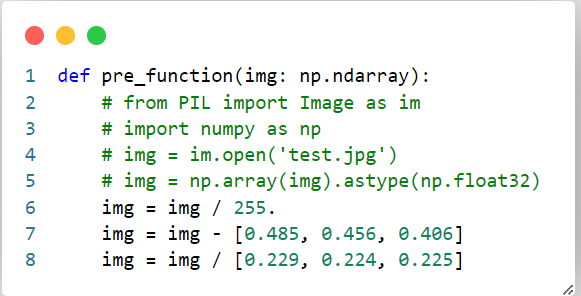 1 def pre_function(img: np.ndarray):
2     # from PIL import Image as im
3     # import numpy as np
4     # img = im.open('test.jpg')
5     # img = np.array(img).astype(np.float32)
6     img = img / 255.
7     img = img - [0.485, 0.456, 0.406]
8     img = img / [0.229, 0.224, 0.225]